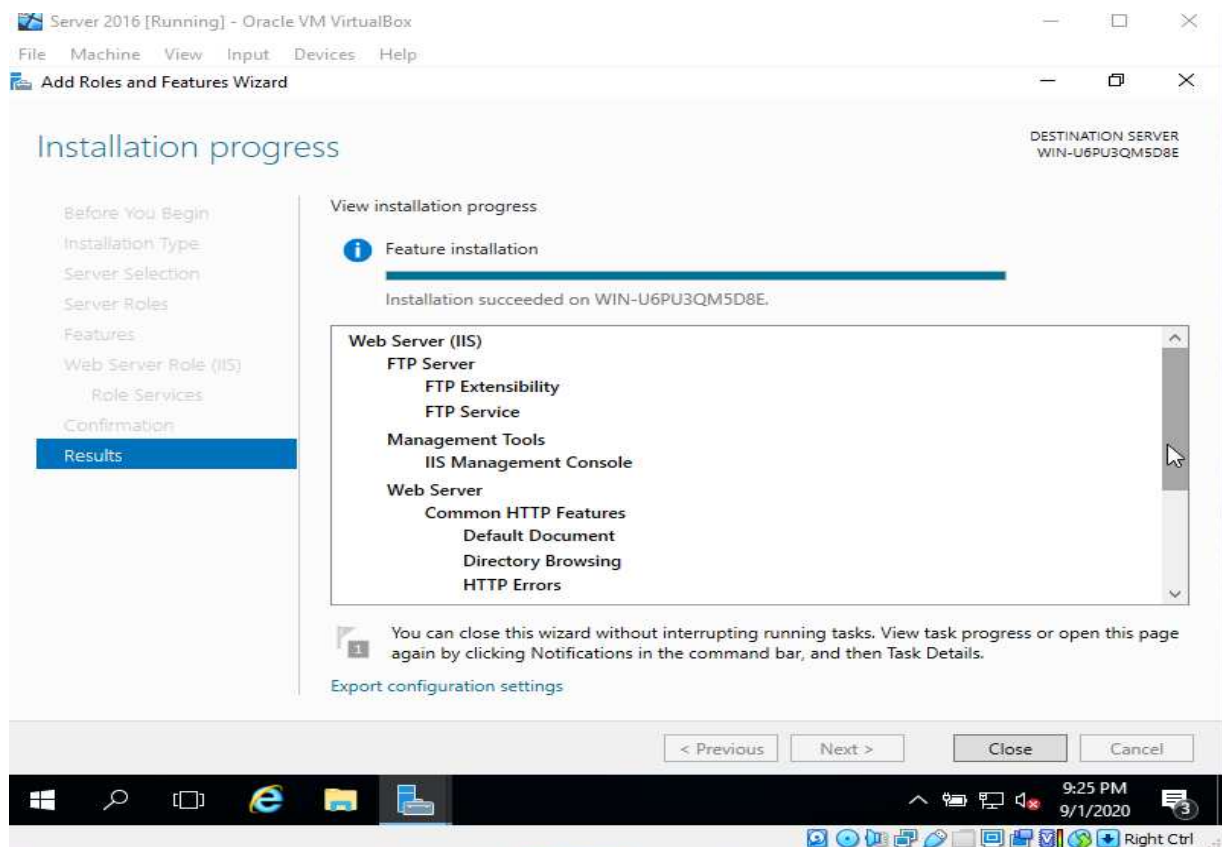 Server 2016 [Running] - Oracle VM VirtualBox
File Machine View Input Devices Help
Add Roles and Features Wizard
Installation progress
DESTINATION SERVER
WIN-U6PU3QM5D8E
Before You Begin
Installation Type
Server Selection
Server Roles
Features
Web Server Role (IIS)
Role Services
Confirmation
Results
View installation progress
Feature installation
Installation succeeded on WIN-U6PU3QM5D8E.
Web Server (IIS)
FTP Server
FTP Extensibility
FTP Service
Management Tools
IIS Management Console
Web Server
Common HTTP Features
Default Document
Directory Browsing
HTTP Errors
1
You can close this wizard without interrupting running tasks. View task progress or open this page
again by clicking Notifications in the command bar, and then Task Details.
Export configuration settings
< Previous
Next >
Close
Cancel
9:25 PM
9/1/2020
3
Right Ctrl